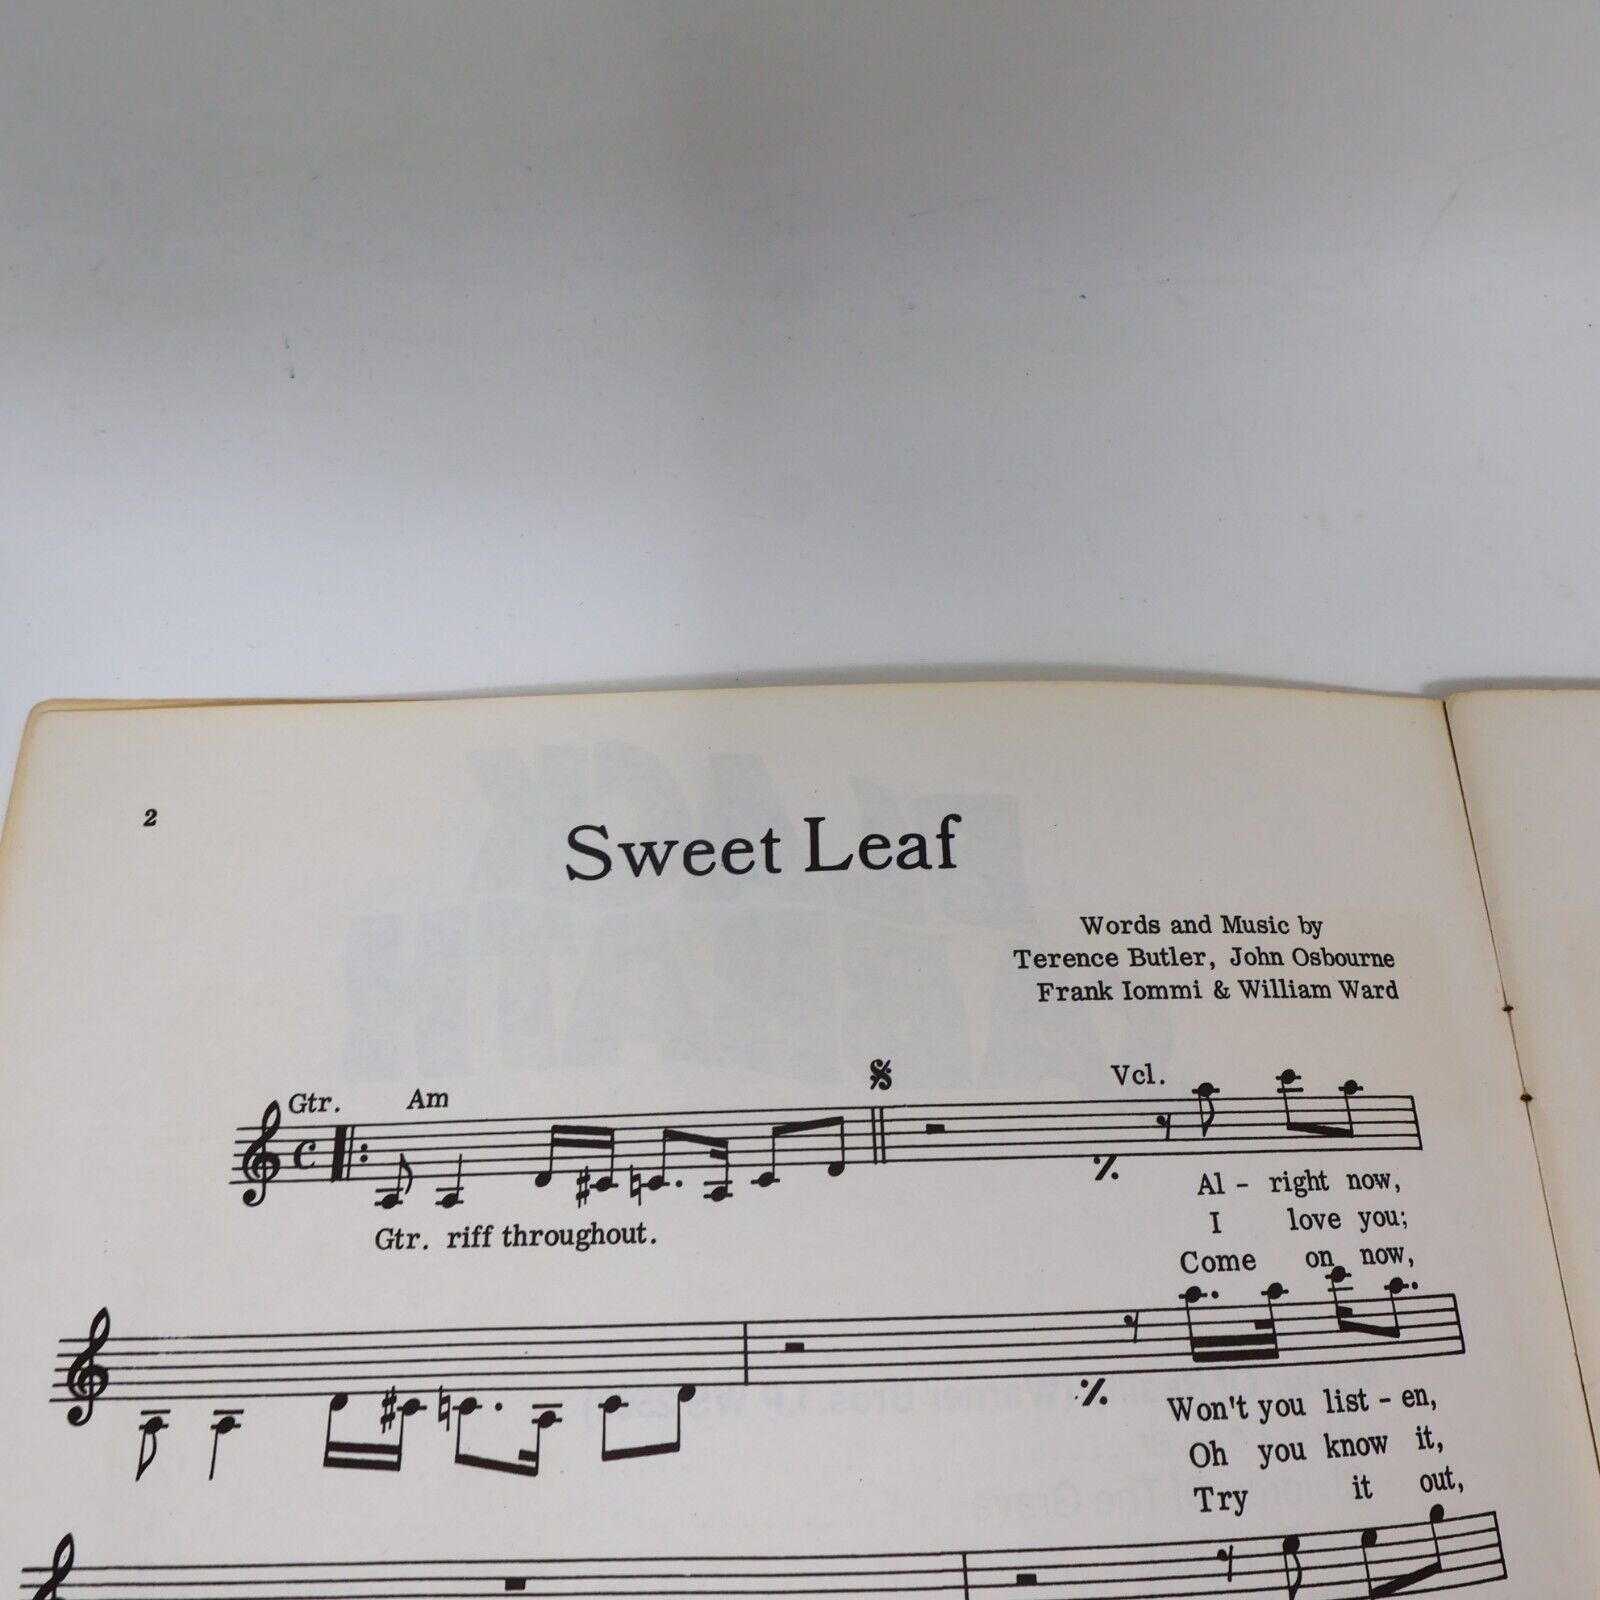 2
Sweet Leaf
Words and Music by
Terence Butler, John Osbourne
Frank Iommi & William Ward
Gtr. Am Vcl.
Al - right now,
I love you;
Come on now,
Gtr. riff throughout.
Won't you list - en,
Oh you know it,
Try it out,